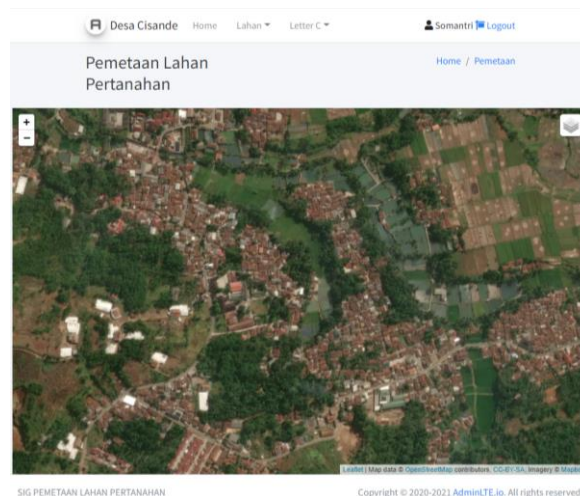 Desa Cisande Home Lahan Letter C Somantri Logout
Pemetaan Lahan
Pertanahan
Home / Pemetaan
+
−
Leaflet | Map data © OpenStreetMap contributors, CC-BY-SA, Imagery ©
SIG PEMETAAN LAHAN PERTANAHAN Copyright © 2020-2021 AdminLTE.io. All rights reserved